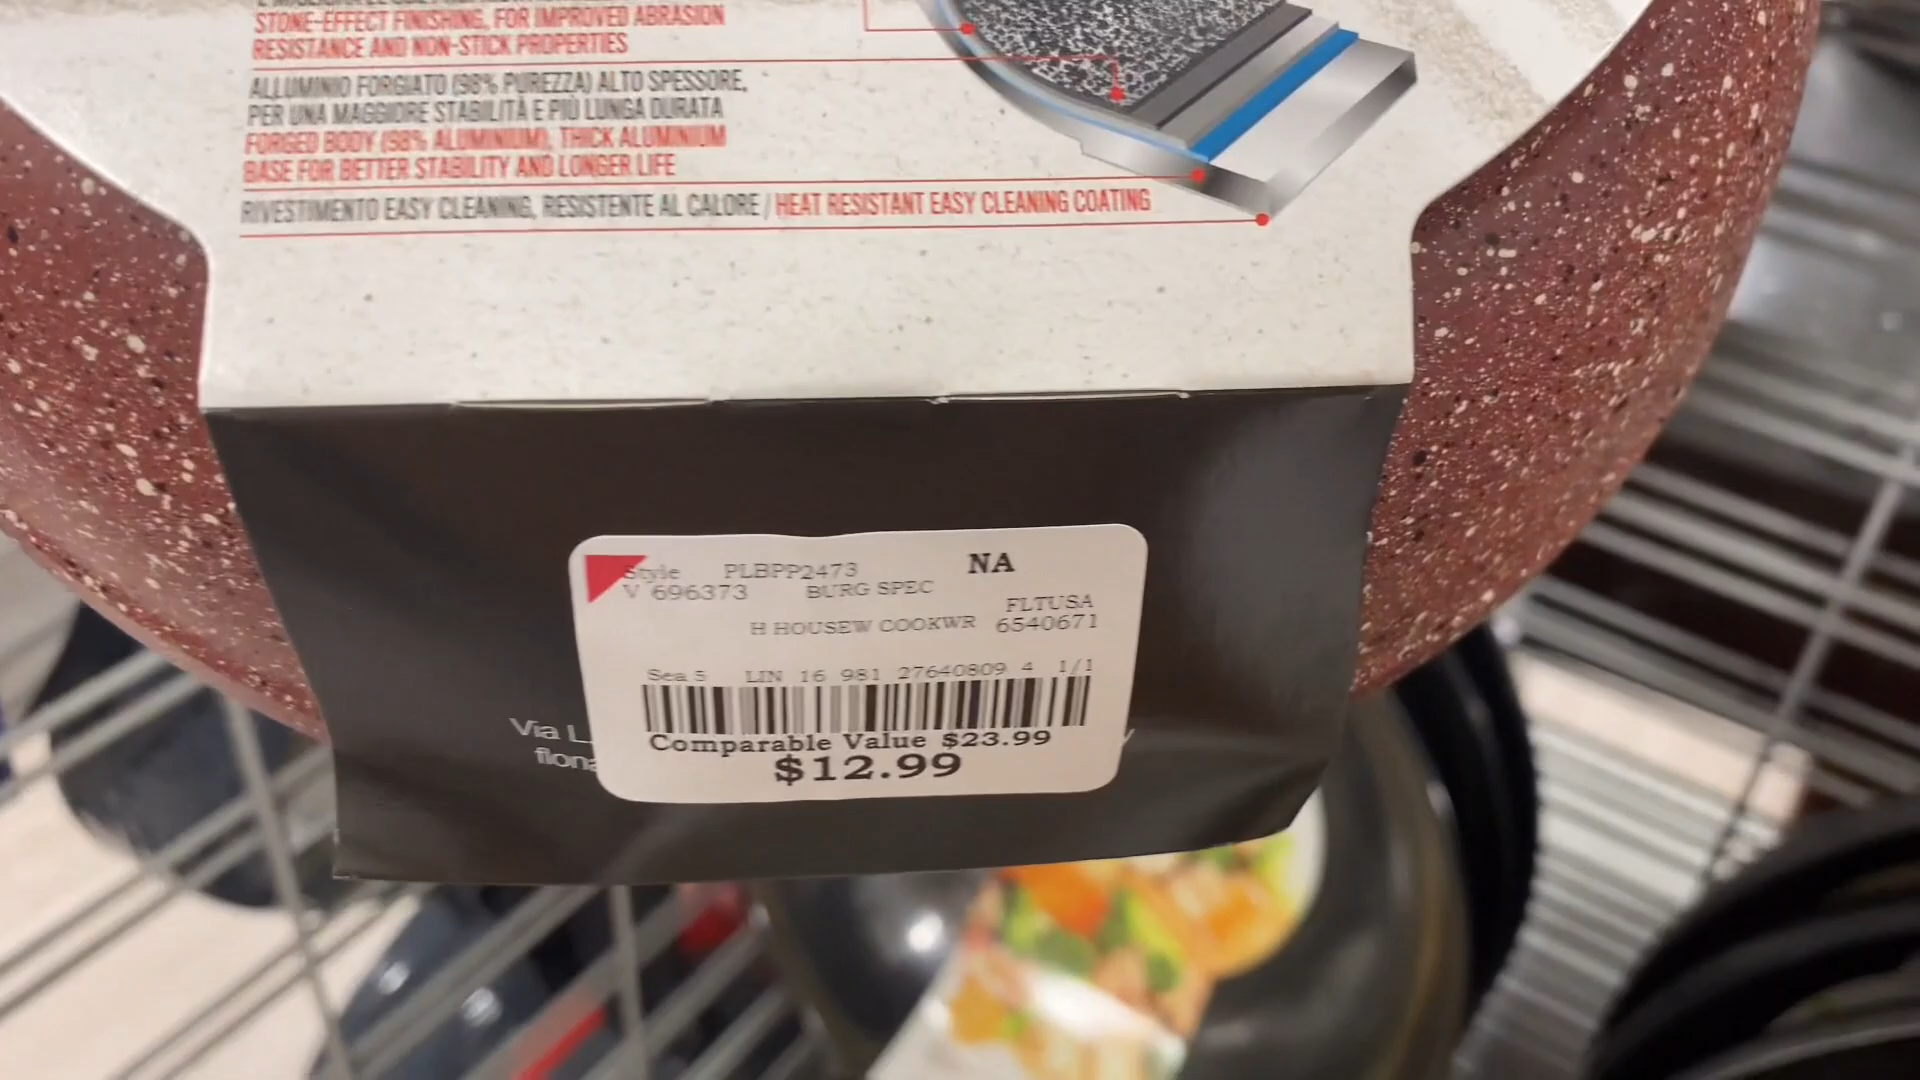 STONE-EFFECT FINISHING, FOR IMPROVED ABRASION
RESISTANCE AND NON-STICK PROPERTIES
ALLUMINIO FORGIATO (98% PUREZZA) ALTO SPESSORE,
PER UNA MAGGIORE STABILITÀ E PIÙ LUNGA DURATA
FORGED BODY (98% ALUMINIUM), THICK ALUMINIUM
BASE FOR BETTER STABILITY AND LONGER LIFE
RIVESTIMENTO EASY CLEANING, RESISTENTE AL CALORE / HEAT RESISTANT EASY CLEANING COATING
Style PLBPP2473 NA
V 696373 BURG SPEC
FLTUSA
H HOUSEW COOKWR 6540671
Sea 5 LIN 16 981 27640809 4 1/1
Comparable Value $23.99
$12.99
Via